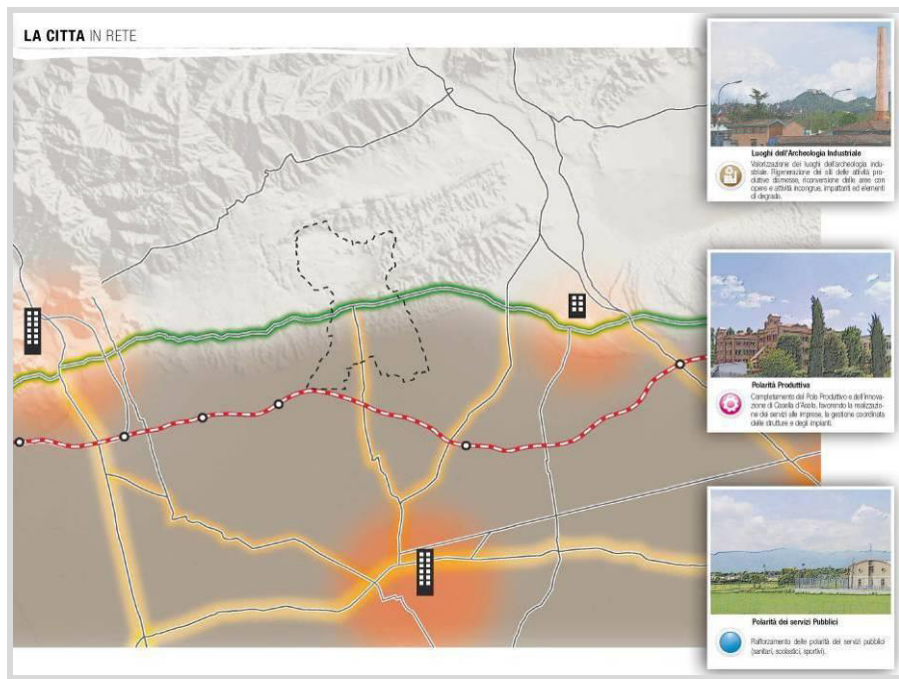 LA CITTA IN RETE
Luoghi dell'Archeologia Industriale
Valorizzazione dei luoghi dell'archeologia indu-
striale. Rigenerazione dei siti delle attività pro-
duttive dismesse, riconversione delle aree con
opere e attività incongrue, impattanti ed elementi
di degrado.
Polarità Produttiva
Completamento del Polo Produttivo e dell'innova-
zione di Casella d'Asolo, favorendo la realizzazio-
ne dei servizi alle imprese, la gestione coordinata
delle strutture e degli impianti.
Polarità dei servizi Pubblici
Rafforzamento delle polarità dei servizi pubblici
(sanitari, scolastici, sportivi).